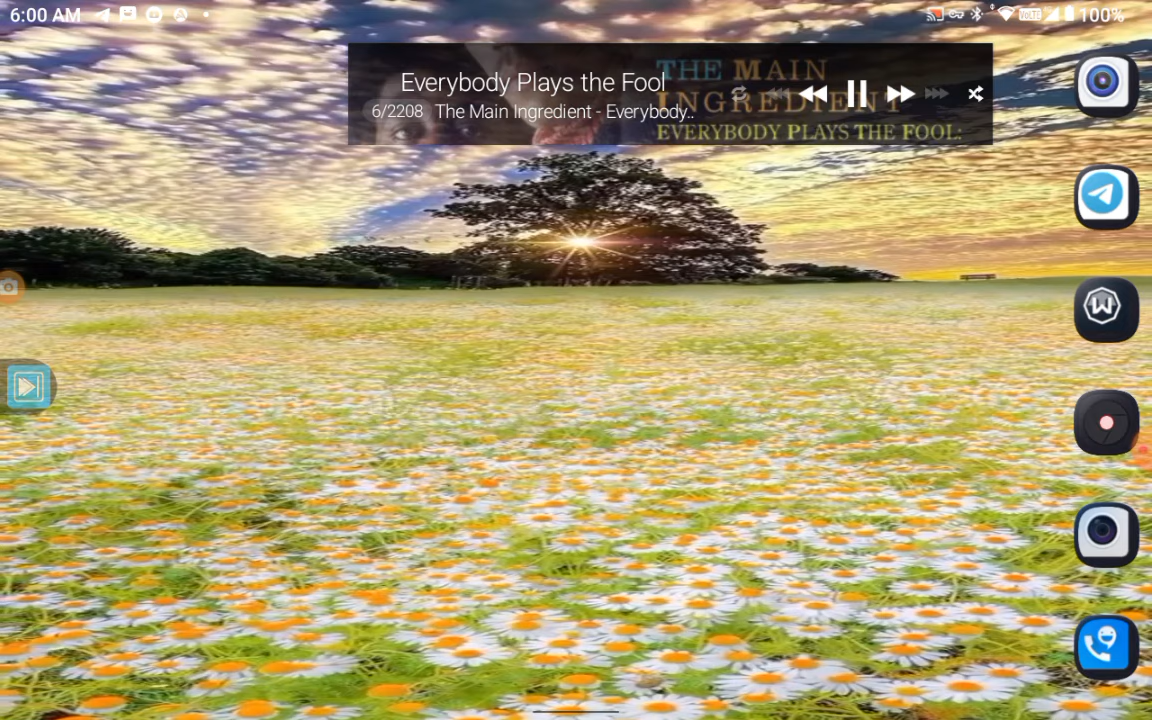 6:00 AM
VoLTE
100%
Everybody Plays the Fool
6/2208 The Main Ingredient - Everybody..
THE MAIN
INGREDIENT
EVERYBODY PLAYS THE FOOL:
W